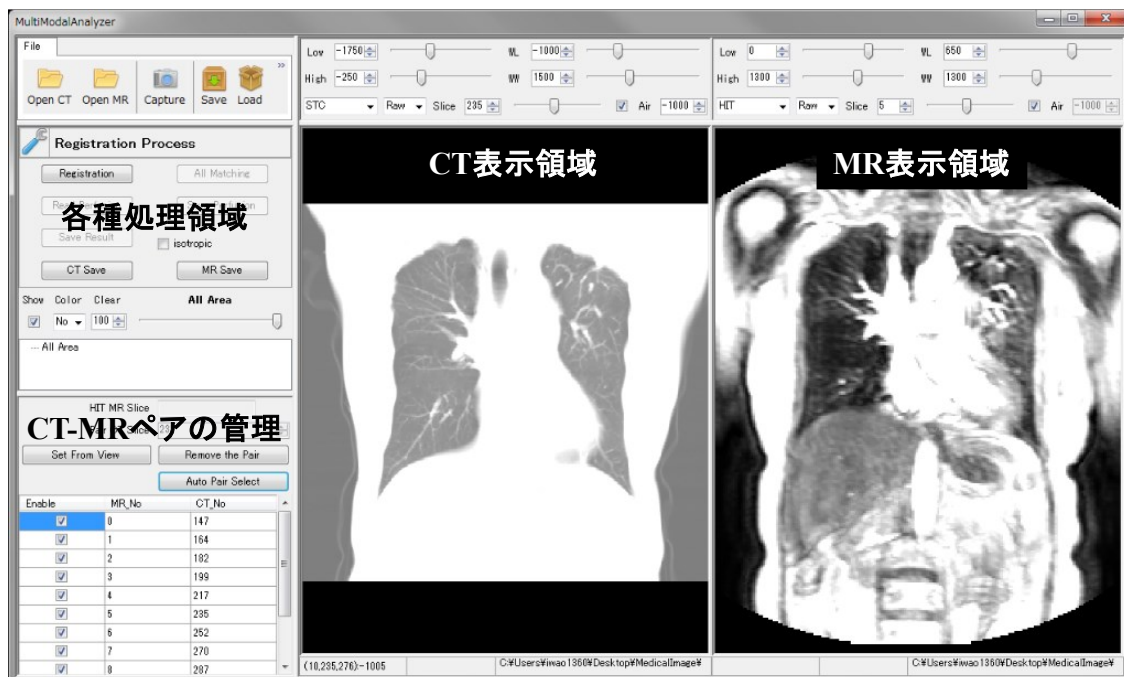 MultiModalAnalyzer
File
Open CT Open MR Capture Save Load
Registration Process
Registration All Matching
各種処理領域
Save Result isotropic
CT Save MR Save
Show Color Clear All Area
No 100
All Area
HIT MR Slice
CT-MRペアの管理
Set From View Remove the Pair
Auto Pair Select
Enable MR_No CT_No
0 147
1 164
2 182
3 199
4 217
5 235
6 252
7 270
8 287
Low -1750 WL -1000
High -250 WW 1500
STC Raw Slice 235 Air -1000
CT表示領域
(10,235,276):-1005 C:¥Users¥iwao1360¥Desktop¥MedicalImage¥
Low 0 WL 650
High 1300 WW 1300
HIT Raw Slice 5 Air -1000
MR表示領域
C:¥Users¥iwao1360¥Desktop¥MedicalImage¥